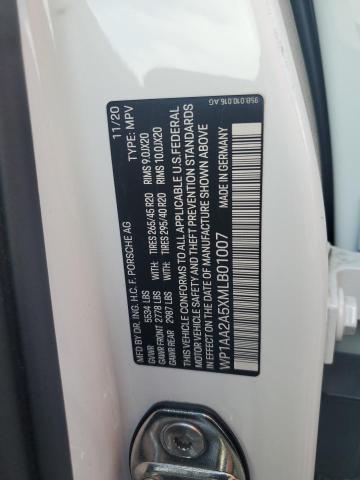 95B.010.016.AG
MFD. BY DR. ING. H.C. F. PORSCHE AG 11/20
GVWR 5534 LBS TYPE: MPV
GAWR FRONT 2778 LBS WITH: TIRES 265/45 R20 RIMS 9.0JX20
GAWR REAR 2987 LBS WITH: TIRES 295/40 R20 RIMS 10.0JX20
THIS VEHICLE CONFORMS TO ALL APPLICABLE U.S. FEDERAL
MOTOR VEHICLE SAFETY AND THEFT PREVENTION STANDARDS
IN EFFECT ON THE DATE OF MANUFACTURE SHOWN ABOVE
WP1AA2A5XMLB01007 MADE IN GERMANY